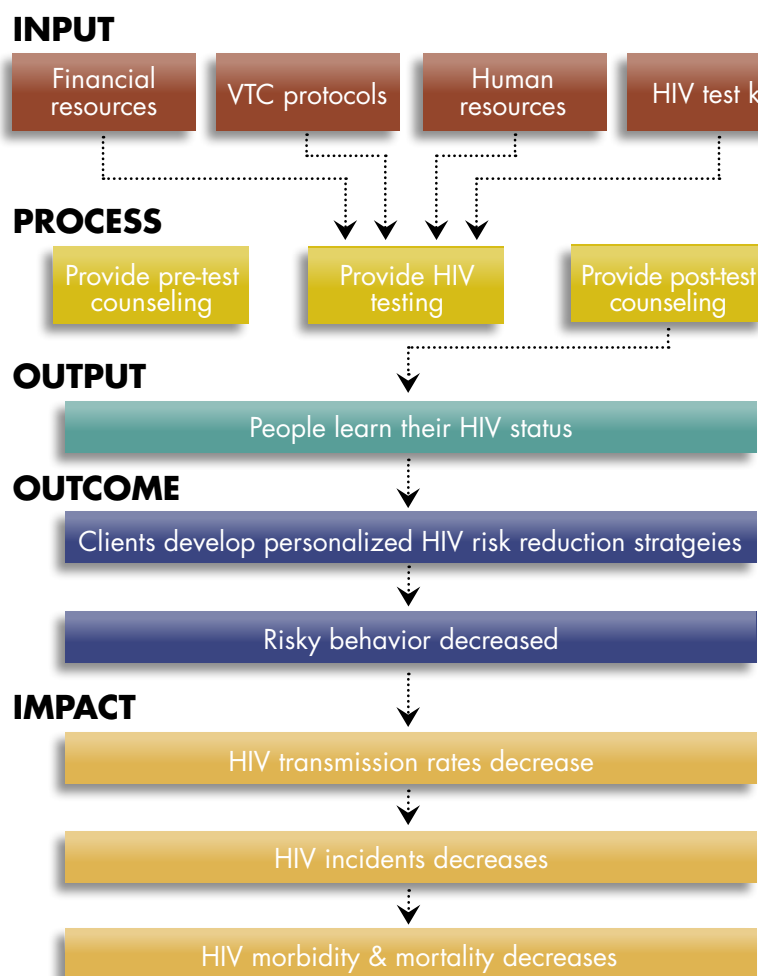 INPUT
Financial
resources
VTC protocols
Human
resources
HIV test k
PROCESS
Provide pre-test
counseling
Provide HIV
testing
Provide post-test
counseling
OUTPUT
People learn their HIV status
OUTCOME
Clients develop personalized HIV risk reduction stratgeies
Risky behavior decreased
IMPACT
HIV transmission rates decrease
HIV incidents decreases
HIV morbidity & mortality decreases